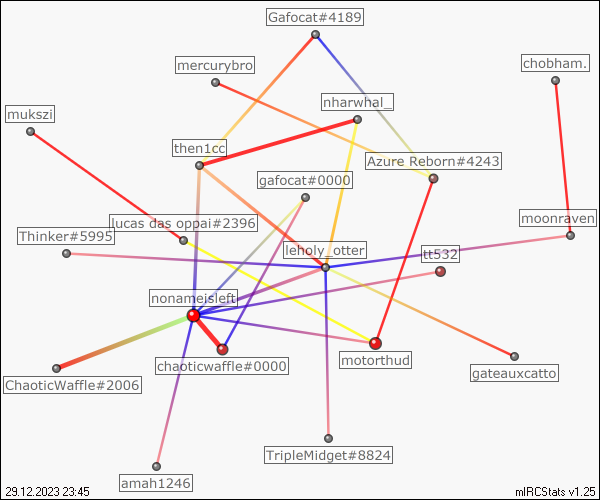 Gafocat#4189
mercurybro
chobham.
nharwhal_
mukszi
then1cc
Azure Reborn#4243
gafocat#0000
lucas das oppai#2396
moonraven
Thinker#5995
leholy_otter
tt532
nonameisleft
motorthud
chaoticwaffle#0000
gateauxcatto
ChaoticWaffle#2006
TripleMidget#8824
amah1246
29.12.2023 23:45
mIRCStats v1.25